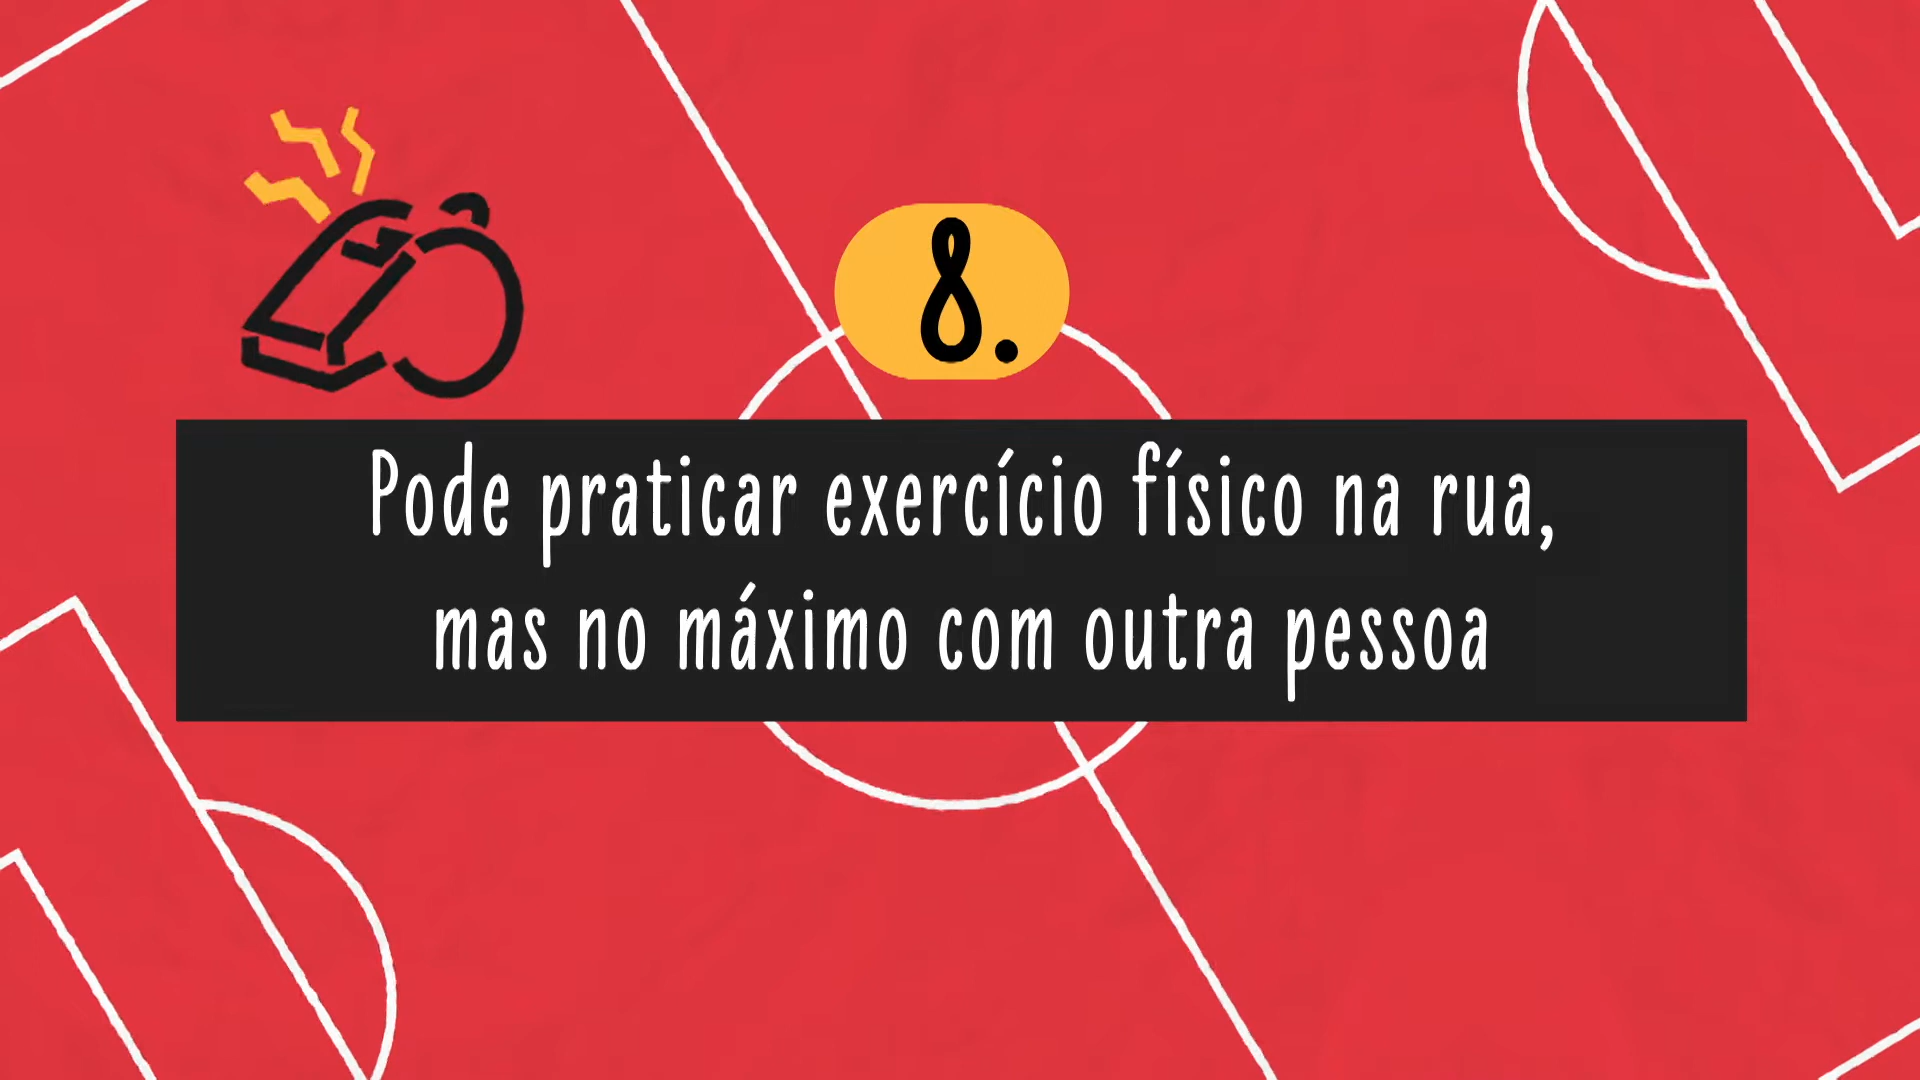 8.
Pode praticar exercício físico na rua,
mas no máximo com outra pessoa